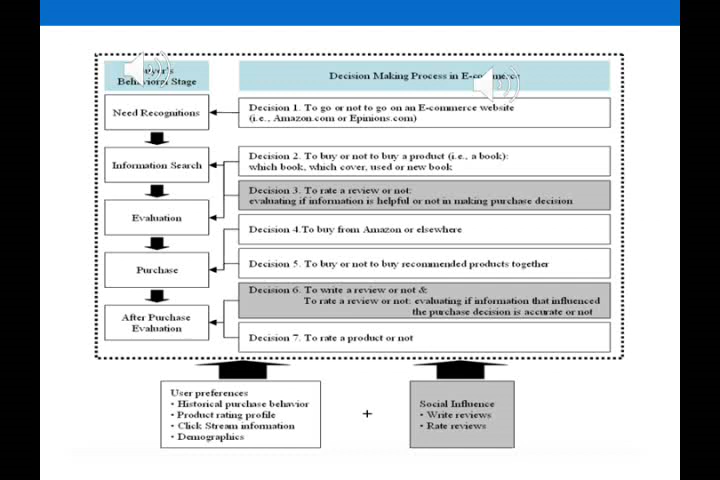 Buyer's
Behavioral Stage
Decision Making Process in E-commerce
Need Recognitions
Decision 1. To go or not to go on an E-commerce website
(i.e., Amazon.com or Epinions.com)
Information Search
Decision 2. To buy or not to buy a product (i.e., a book):
which book, which cover, used or new book
Decision 3. To rate a review or not:
evaluating if information is helpful or not in making purchase decision
Evaluation
Decision 4.To buy from Amazon or elsewhere
Purchase
Decision 5. To buy or not to buy recommended products together
Decision 6. To write a review or not &
To rate a review or not: evaluating if information that influenced
the purchase decision is accurate or not
After Purchase
Evaluation
Decision 7. To rate a product or not
User preferences
• Historical purchase behavior
• Product rating profile
• Click Stream information
• Demographics
+
Social Influence
• Write reviews
• Rate reviews